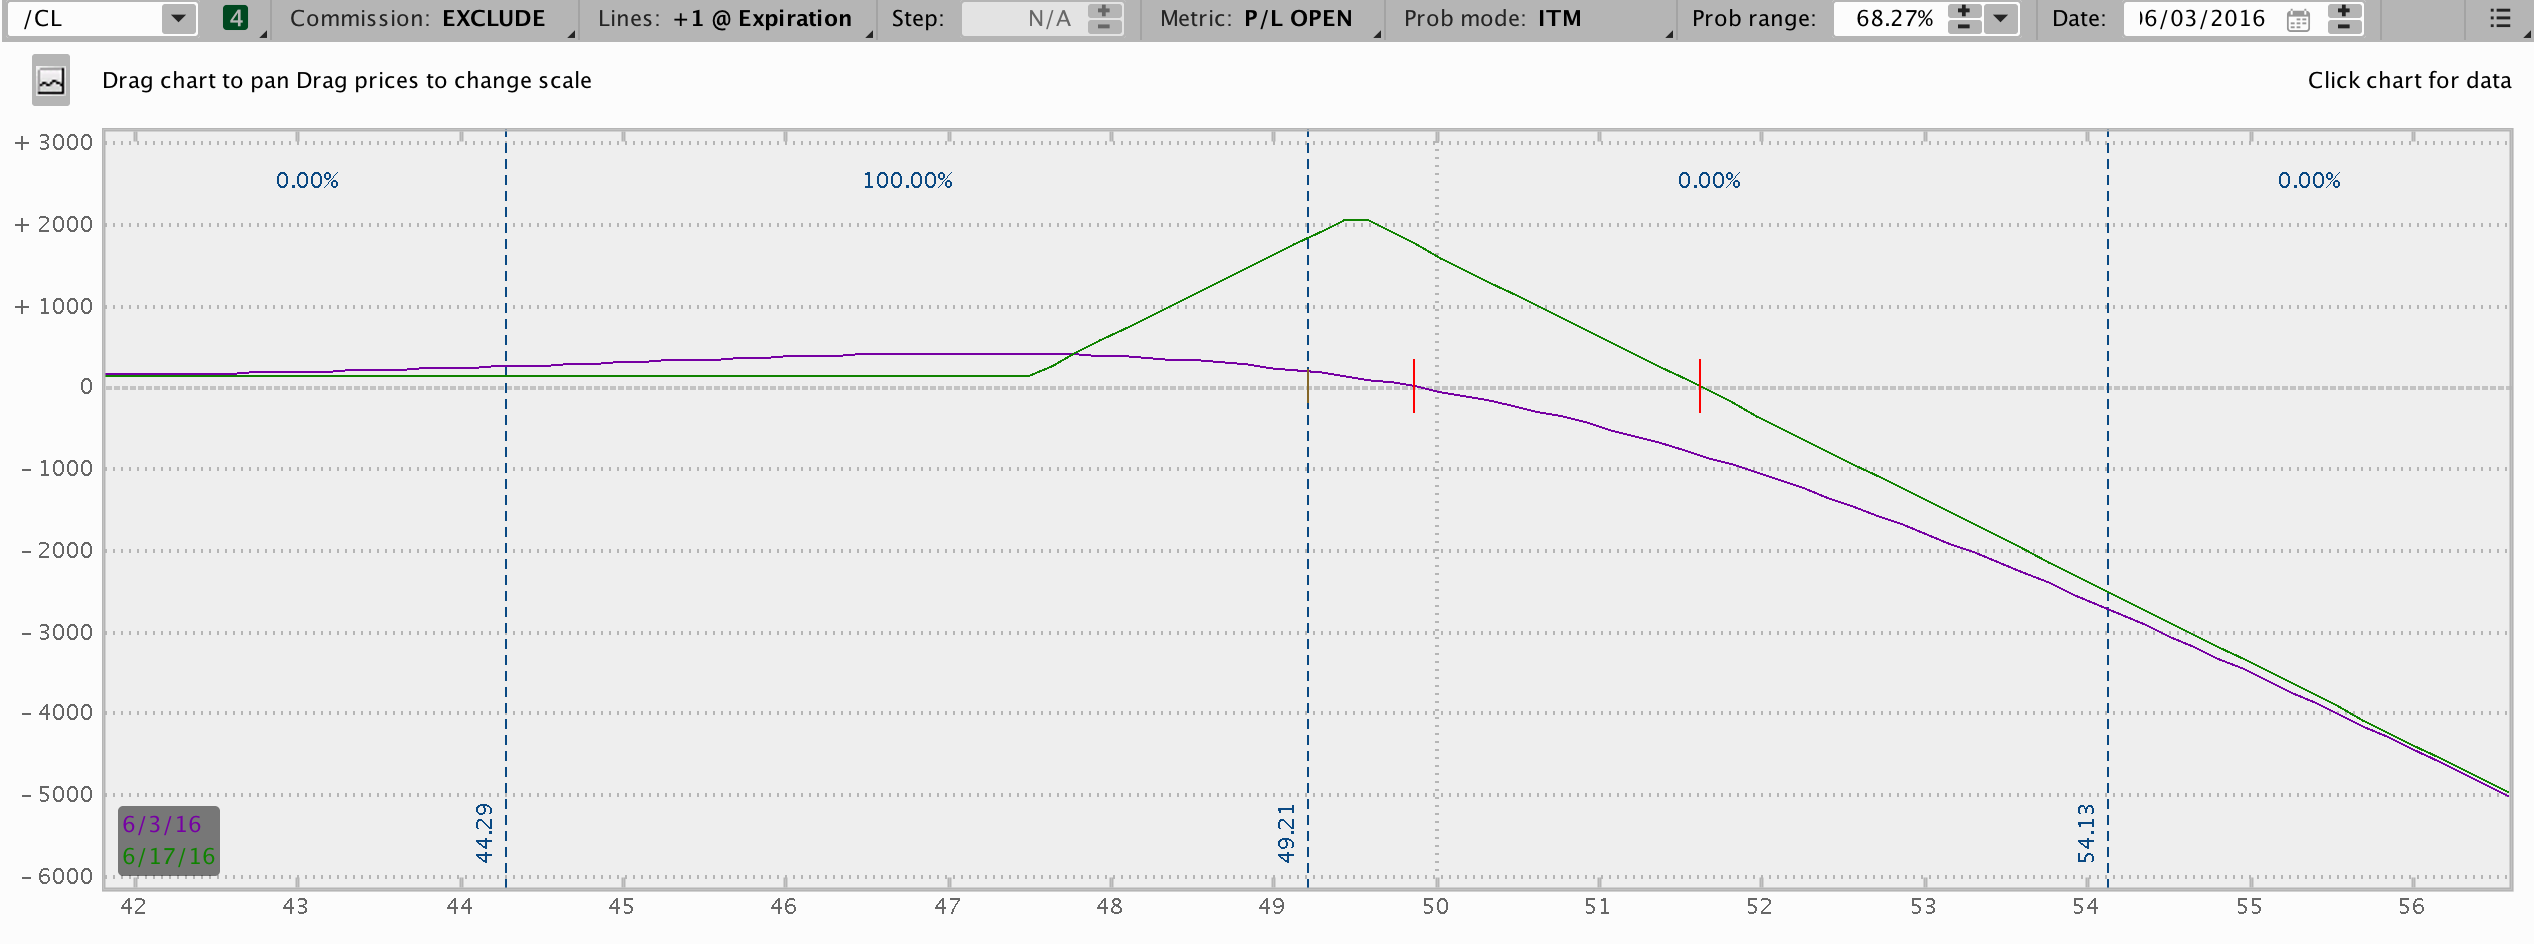 /CL 4 Commission: EXCLUDE Lines: +1 @ Expiration Step: N/A Metric: P/L OPEN Prob mode: ITM Prob range: 68.27% Date: 06/03/2016
Drag chart to pan Drag prices to change scale Click chart for data
+ 3000
0.00% 100.00% 0.00% 0.00%
+ 2000
+ 1000
0
- 1000
- 2000
- 3000
- 4000
- 5000
44.29 49.21 54.13
6/3/16
6/17/16
- 6000
42 43 44 45 46 47 48 49 50 51 52 53 54 55 56